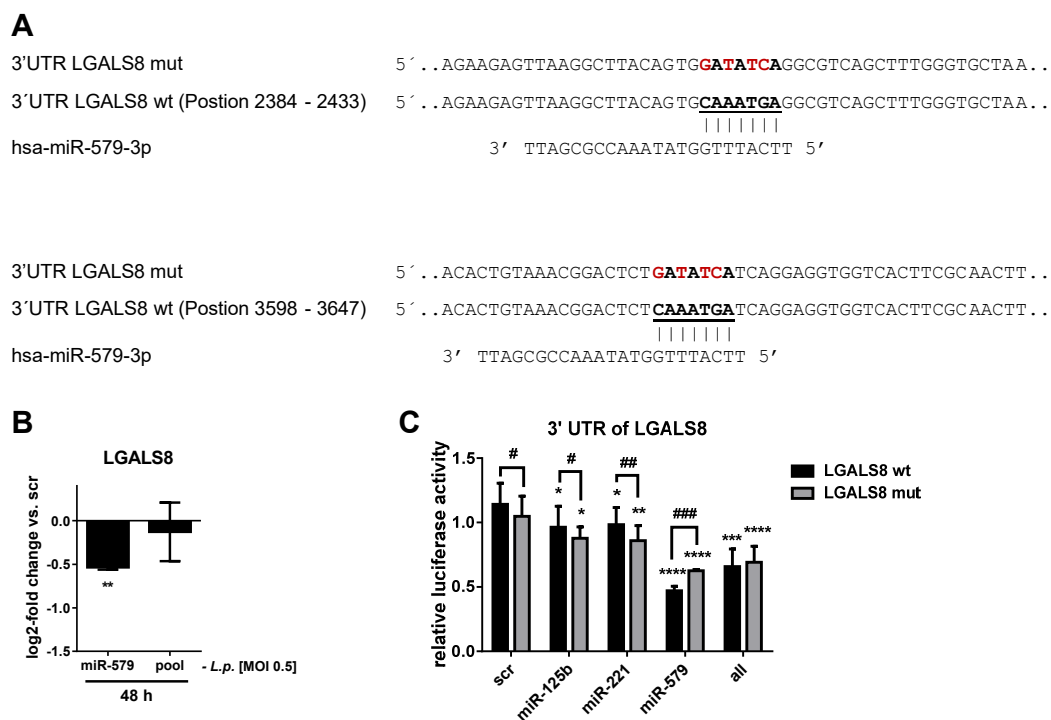 A
3'UTR LGALS8 mut 5´..AGAAGAGTTAAGGCTTACAGTGGATATCAGGCGTCAGCTTTGGGTGCTAA..
3´UTR LGALS8 wt (Postion 2384 - 2433) 5´..AGAAGAGTTAAGGCTTACAGTGCAAATGAGGCGTCAGCTTTGGGTGCTAA..
|||||||
hsa-miR-579-3p 3’ TTAGCGCCAAATATGGTTTACTT 5’
3'UTR LGALS8 mut 5´..ACACTGTAAACGGACTCTGATATCATCAGGAGGTGGTCACTTCGCAACTT..
3´UTR LGALS8 wt (Postion 3598 - 3647) 5´..ACACTGTAAACGGACTCTCAAATGATCAGGAGGTGGTCACTTCGCAACTT..
|||||||
hsa-miR-579-3p 3’ TTAGCGCCAAATATGGTTTACTT 5’
B
LGALS8
log2-fold change vs. scr
0.0
-0.5
-1.0
-1.5
**
miR-579 pool - L.p. [MOI 0.5]
48 h
C
3' UTR of LGALS8
relative luciferase activity
1.5
1.0
0.5
0.0
# # ## ###
* * * ** **** **** *** ****
scr miR-125b miR-221 miR-579 all
LGALS8 wt
LGALS8 mut